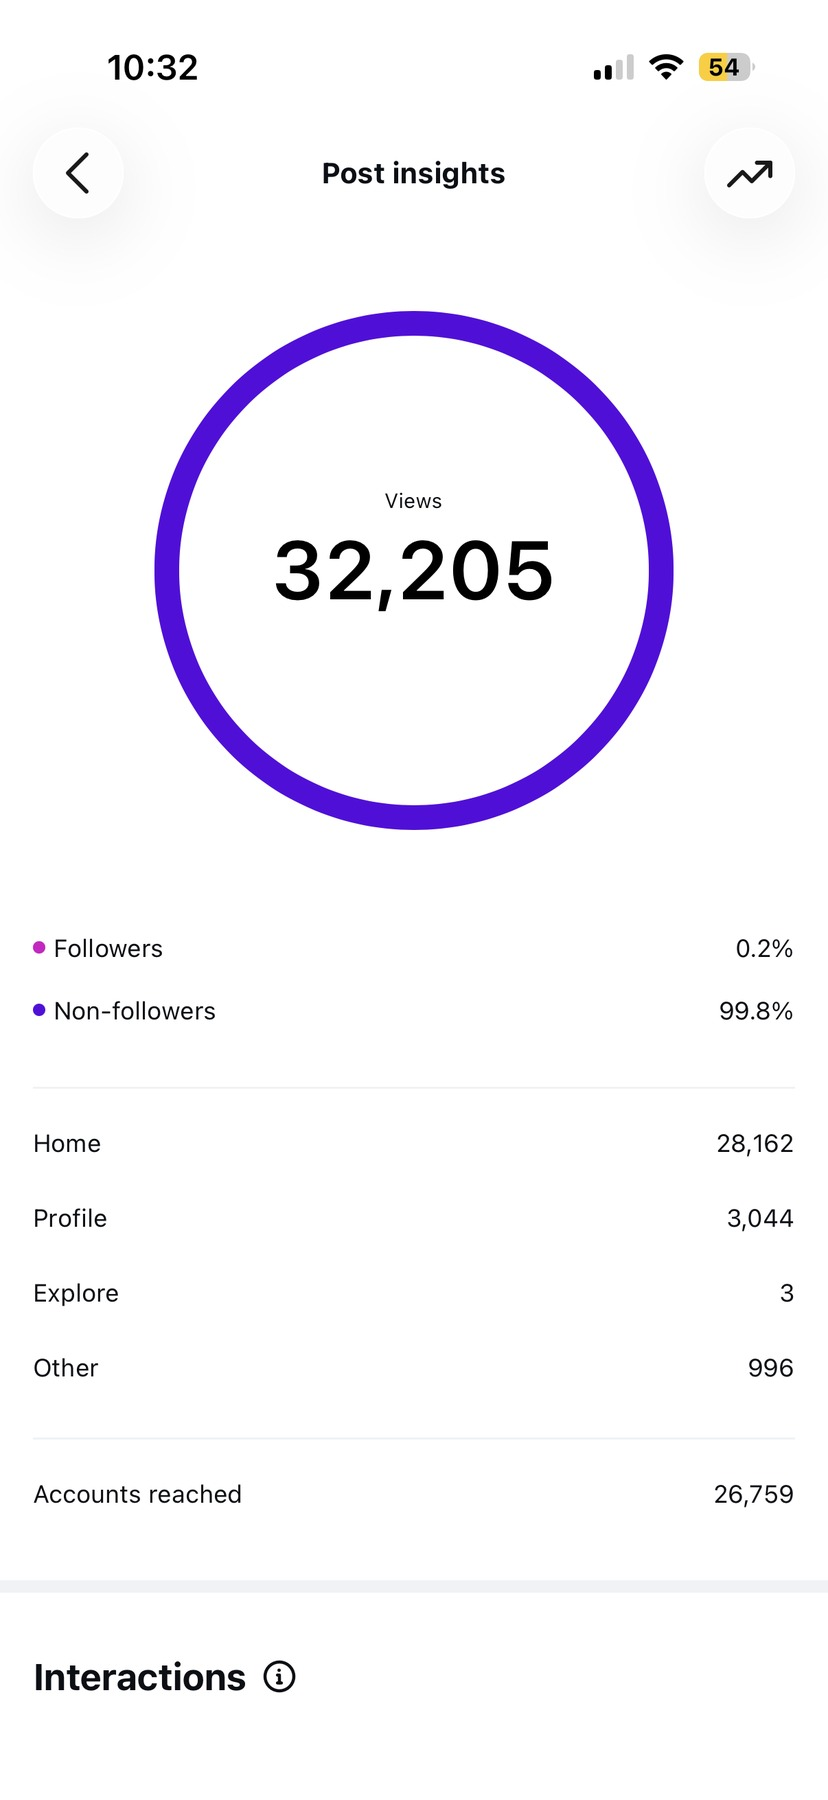 10:32
54
Post insights
Views
32,205
Followers 0.2%
Non-followers 99.8%
Home 28,162
Profile 3,044
Explore 3
Other 996
Accounts reached 26,759
Interactions